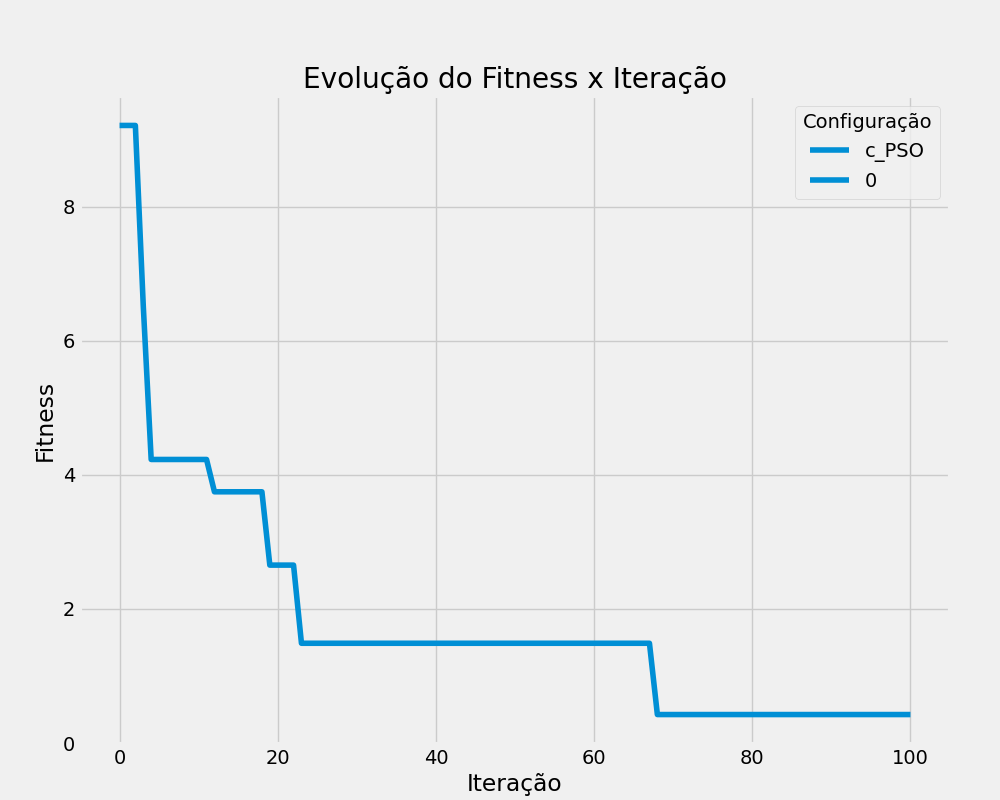 Evolução do Fitness x Iteração
Configuração
c_PSO
0
8
6
4
2
0
Fitness
0 20 40 60 80 100
Iteração